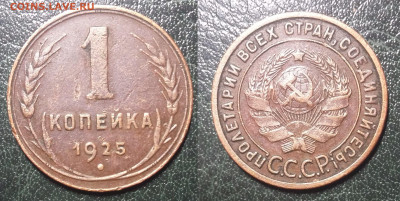 COINS.LAVE.RU
1
КОПЕЙКА
1925
ПРОЛЕТАРИИ ВСЕХ СТРАН, СОЕДИНЯЙТЕСЬ!
С.С.С.Р.